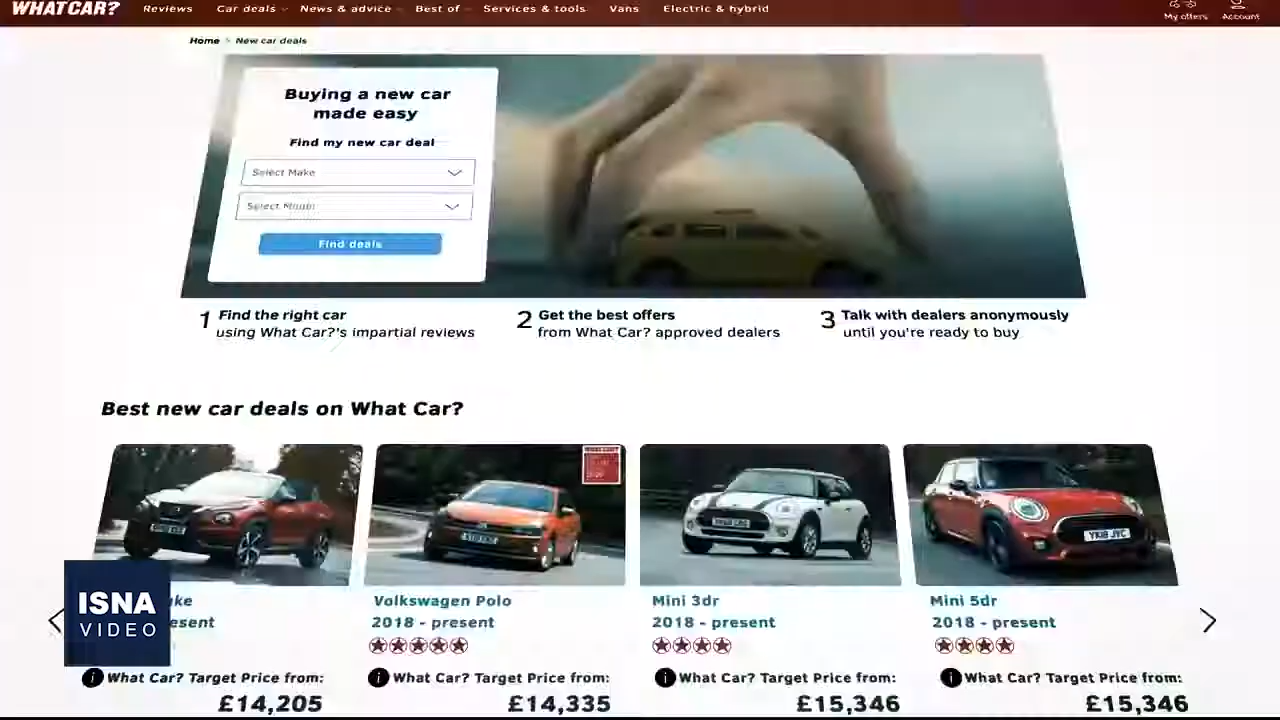 WHATCAR?
Reviews Car deals News & advice Best of Services & tools Vans Electric & hybrid
My offers Account
Home > New car deals
Buying a new car
made easy
Find my new car deal
Select Make
Select Model
Find deals
1 Find the right car
using What Car?'s impartial reviews
2 Get the best offers
from What Car? approved dealers
3 Talk with dealers anonymously
until you're ready to buy
Best new car deals on What Car?
YK18 JYC
ISNA
VIDEO
Volkswagen Polo
2018 - present
Mini 3dr
2018 - present
Mini 5dr
2018 - present
What Car? Target Price from:
£14,205
What Car? Target Price from:
£14,335
What Car? Target Price from:
£15,346
What Car? Target Price from:
£15,346